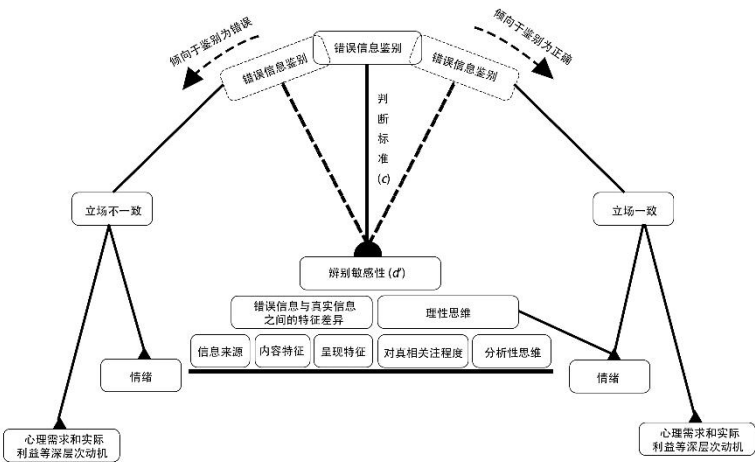 倾向于鉴别为错误
错误信息鉴别
错误信息鉴别
错误信息鉴别
倾向于鉴别为正确
判断标准(c)
立场不一致
立场一致
辨别敏感性(d')
错误信息与真实信息
之间的特征差异
理性思维
信息来源
内容特征
呈现特征
对真相关注程度
分析性思维
情绪
情绪
心理需求和实际
利益等深层次动机
心理需求和实际
利益等深层次动机